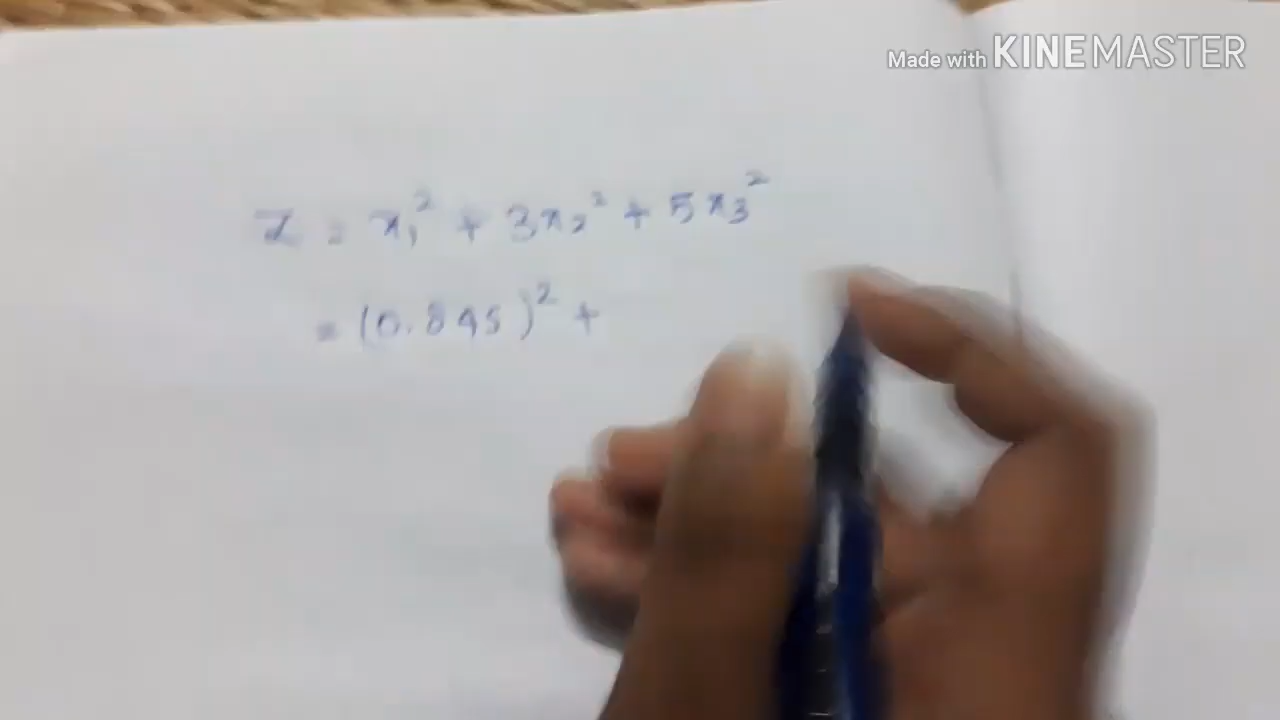 Made with KINEMASTER
Z = x₁² + 3x₂² + 5x₃²
= (0.845)² +